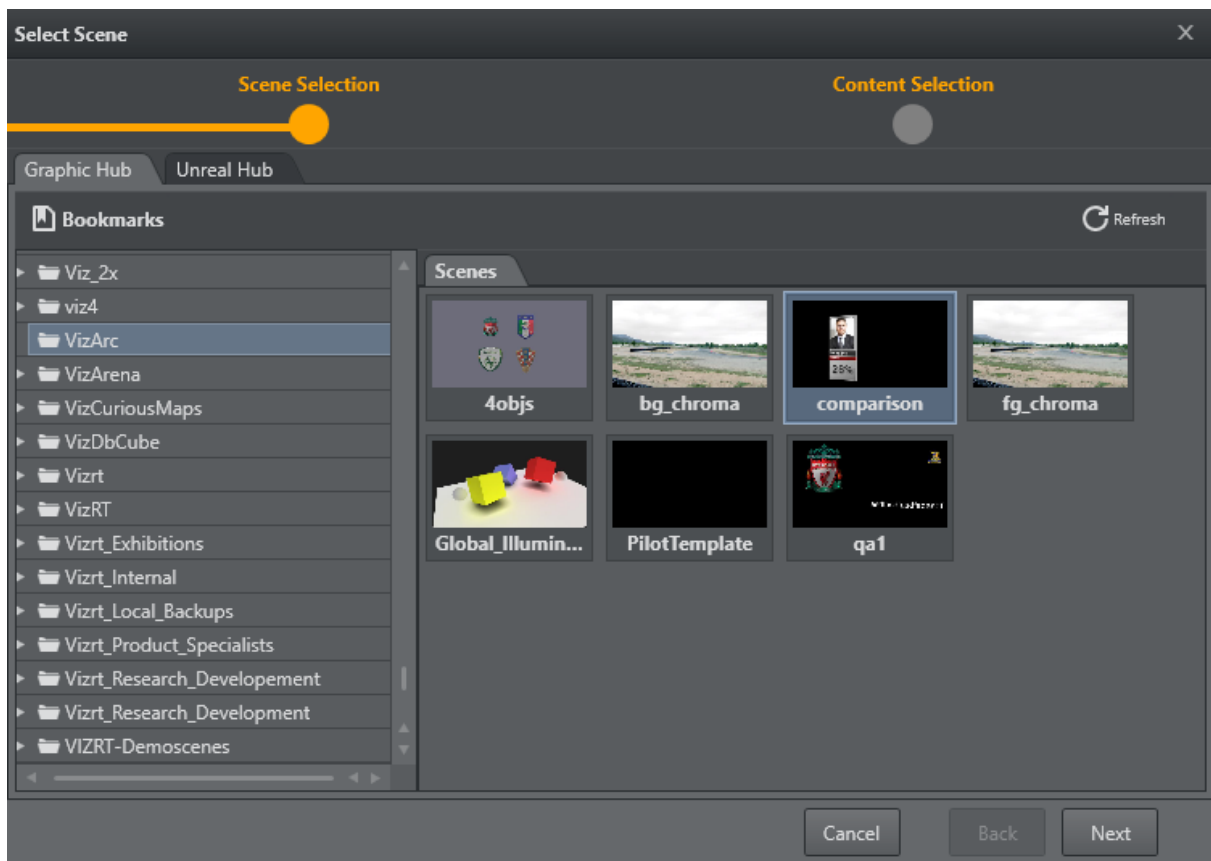 Select Scene
Scene Selection
Content Selection
Graphic Hub
Unreal Hub
Bookmarks
Refresh
Viz_2x
viz4
VizArc
VizArena
VizCuriousMaps
VizDbCube
Vizrt
VizRT
Vizrt_Exhibitions
Vizrt_Internal
Vizrt_Local_Backups
Vizrt_Product_Specialists
Vizrt_Research_Developement
Vizrt_Research_Development
VIZRT-Demoscenes
Scenes
28%
4objs
bg_chroma
comparison
fg_chroma
Global_Illumin...
PilotTemplate
qa1
Cancel
Back
Next